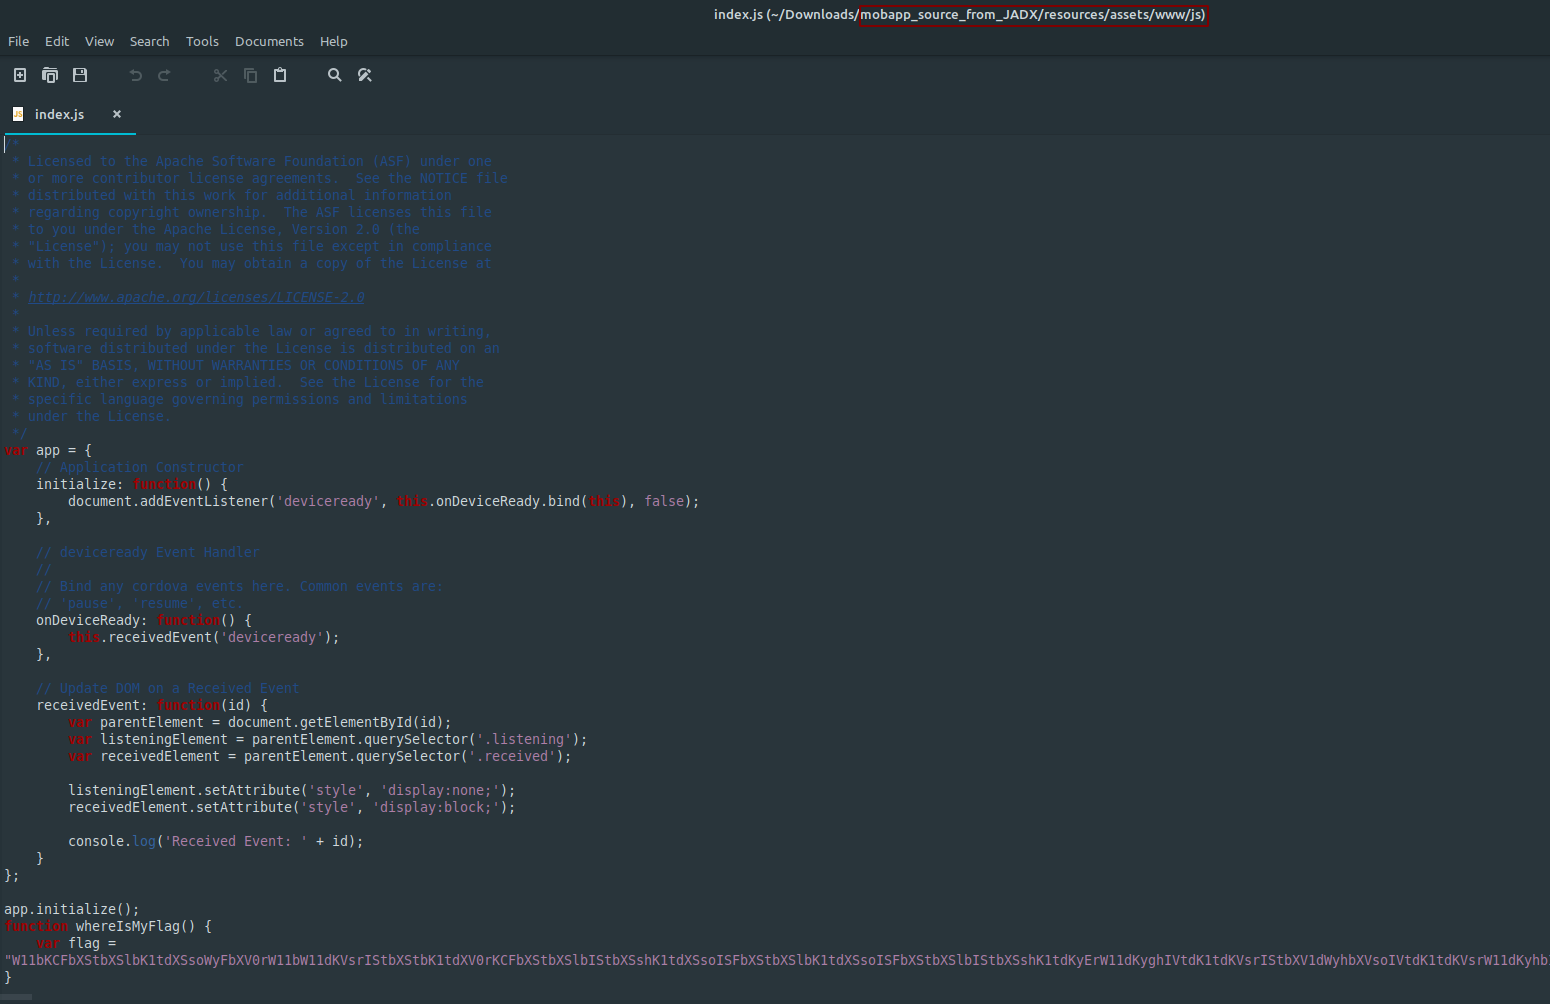 index.js (~/Downloads/mobapp_source_from_JADX/resources/assets/www/js)
File Edit View Search Tools Documents Help
JS index.js ×
/*
 * Licensed to the Apache Software Foundation (ASF) under one
 * or more contributor license agreements.  See the NOTICE file
 * distributed with this work for additional information
 * regarding copyright ownership.  The ASF licenses this file
 * to you under the Apache License, Version 2.0 (the
 * "License"); you may not use this file except in compliance
 * with the License.  You may obtain a copy of the License at
 *
 * http://www.apache.org/licenses/LICENSE-2.0
 *
 * Unless required by applicable law or agreed to in writing,
 * software distributed under the License is distributed on an
 * "AS IS" BASIS, WITHOUT WARRANTIES OR CONDITIONS OF ANY
 * KIND, either express or implied.  See the License for the
 * specific language governing permissions and limitations
 * under the License.
 */
var app = {
    // Application Constructor
    initialize: function() {
        document.addEventListener('deviceready', this.onDeviceReady.bind(this), false);
    },
    // deviceready Event Handler
    //
    // Bind any cordova events here. Common events are:
    // 'pause', 'resume', etc.
    onDeviceReady: function() {
        this.receivedEvent('deviceready');
    },
    // Update DOM on a Received Event
    receivedEvent: function(id) {
        var parentElement = document.getElementById(id);
        var listeningElement = parentElement.querySelector('.listening');
        var receivedElement = parentElement.querySelector('.received');
        listeningElement.setAttribute('style', 'display:none;');
        receivedElement.setAttribute('style', 'display:block;');
        console.log('Received Event: ' + id);
    }
};
app.initialize();
function whereIsMyFlag() {
    var flag =
"W11bKCFbXStbXSlbK1tdXSsoWyFbXV0rW11bW11dKVsrIStbXStbK1tdXV0rKCFbXStbXSlbIStbXSshK1tdXSsoISFbXStbXSlbK1tdXSsoISFbXStbXSlbIStbXSshK1tdKyErW11dKyghIVtdK1tdKVsrIStbXV1dWyhbXVsoIVtdK1tdKVsrW11dKyhb
}